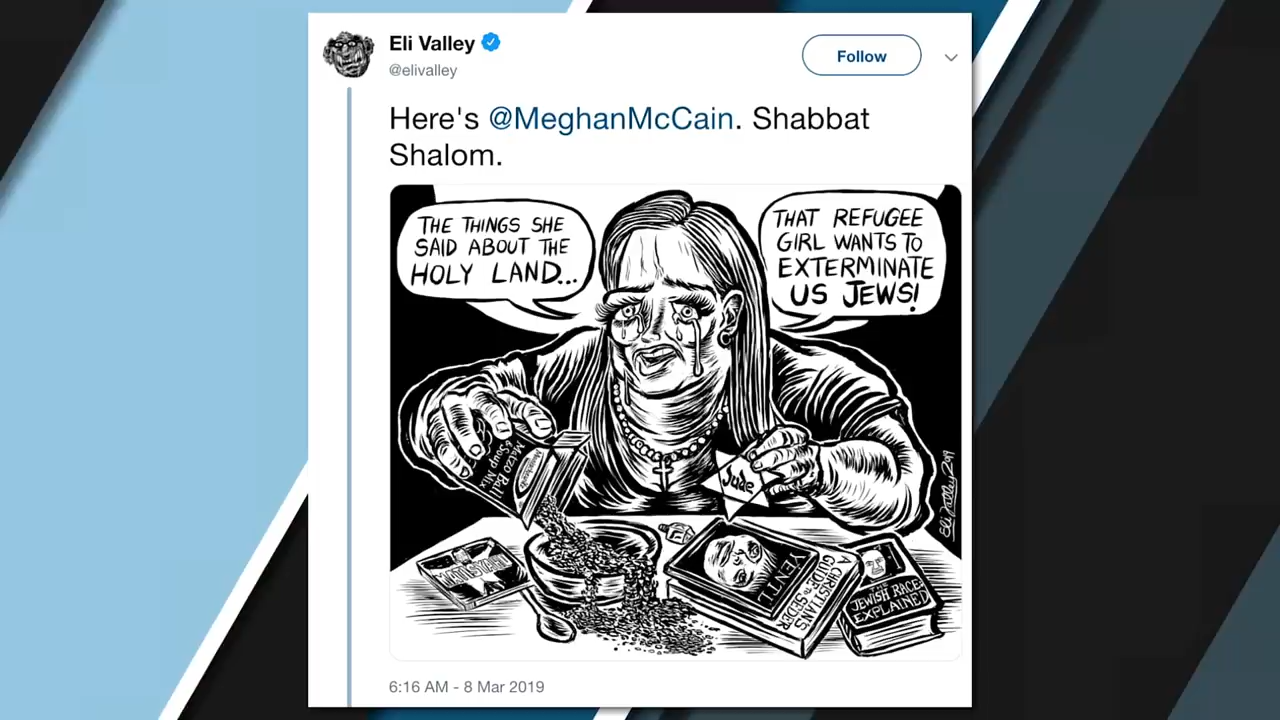 Eli Valley
@elivalley
Follow
Here's @MeghanMcCain. Shabbat
Shalom.
THE THINGS SHE
SAID ABOUT THE
HOLY LAND...
THAT REFUGEE
GIRL WANTS TO
EXTERMINATE
US JEWS!
Matzo Ball
& Soup Mix
Jude
YENTL
A CHRISTIAN'S
GUIDE TO
SEDER
JEWISH RAGE
EXPLAINED
Eli Valley 2019
6:16 AM - 8 Mar 2019